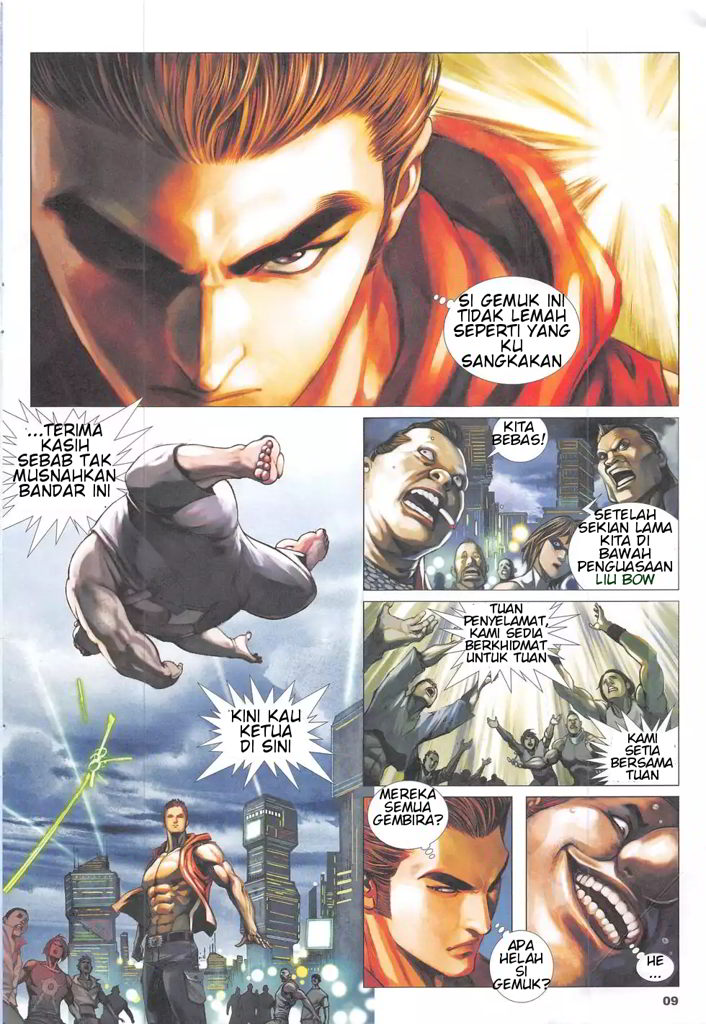 SI GEMUK INI
TIDAK LEMAH
SEPERTI YANG
KU
SANGKAKAN
...TERIMA
KASIH
SEBAB TAK
MUSNAHKAN
BANDAR INI
KITA
BEBAS!
SETELAH
SEKIAN LAMA
KITA DI
BAWAH
PENGUASAAN
LIU BOW
TUAN
PENYELAMAT,
KAMI SEDIA
BERKHIDMAT
UNTUK TUAN
KAMI
SETIA
BERSAMA
TUAN
KINI KAU
KETUA
DI SINI
MEREKA
SEMUA
GEMBIRA?
APA
HELAH
SI
GEMUK?
HE
...
09